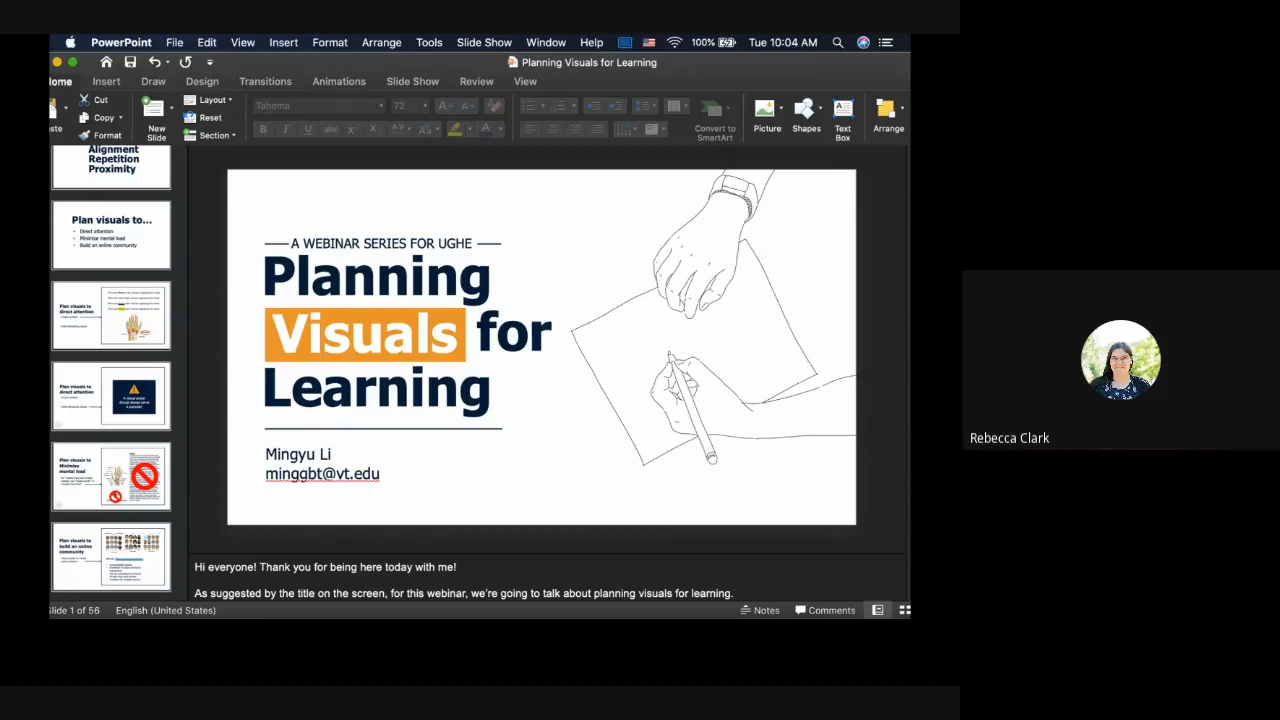 PowerPoint File Edit View Insert Format Arrange Tools Slide Show Window Help 100% Tue 10:04 AM
Planning Visuals for Learning
Home Insert Draw Design Transitions Animations Slide Show Review View
Cut
Copy
Format
New
Slide
Layout
Reset
Section
Tahoma 72
Convert to
SmartArt
Picture
Shapes
Text
Box
Arrange
Alignment
Repetition
Proximity
Plan visuals to…
• Direct attention
• Minimize mental load
• Build an online community
Plan visuals to
direct attention
Plan visuals to
direct attention
A visual action
should always serve
a purpose!
Plan visuals to
Minimize
mental load
Plan visuals to
build an online
community
A WEBINAR SERIES FOR UGHE
Planning
Visuals for
Learning
Mingyu Li
minggbt@vt.edu
Hi everyone! Thank you for being here today with me!
As suggested by the title on the screen, for this webinar, we're going to talk about planning visuals for learning.
Slide 1 of 56 English (United States) Notes Comments
Rebecca Clark